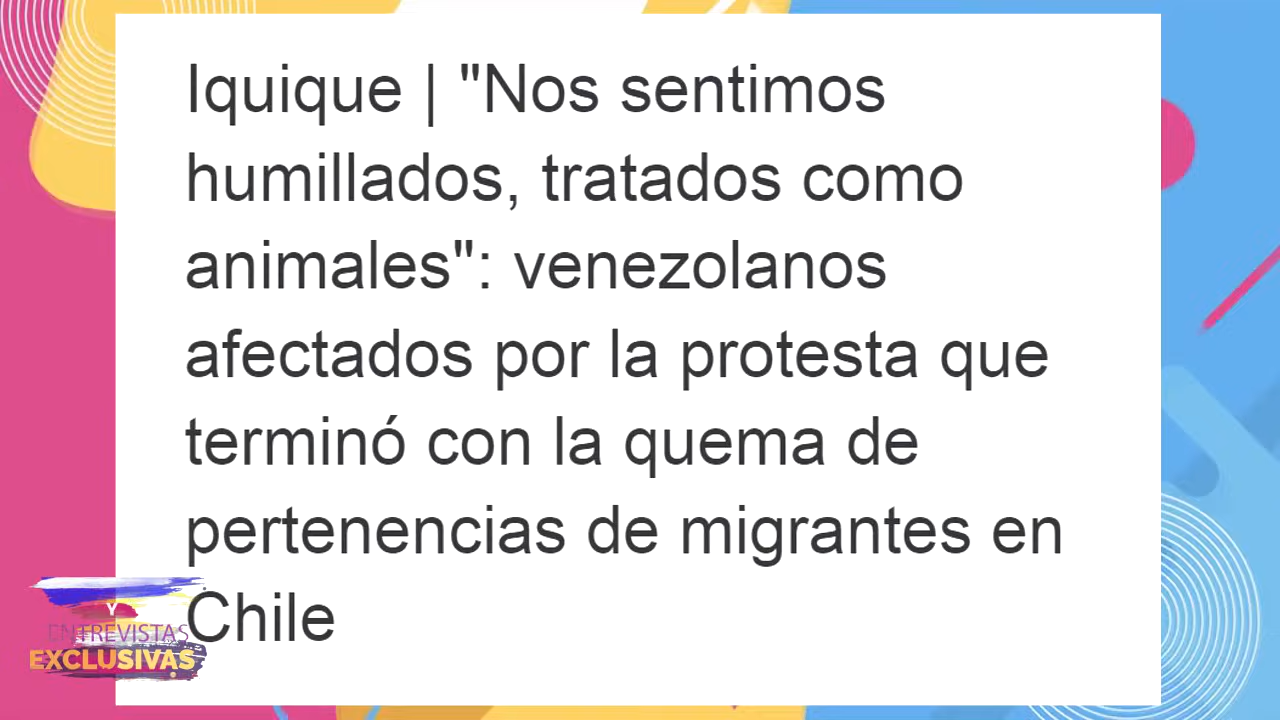 Iquique | "Nos sentimos
humillados, tratados como
animales": venezolanos
afectados por la protesta que
terminó con la quema de
pertenencias de migrantes en
Chile
Y
ENTREVISTAS
EXCLUSIVAS